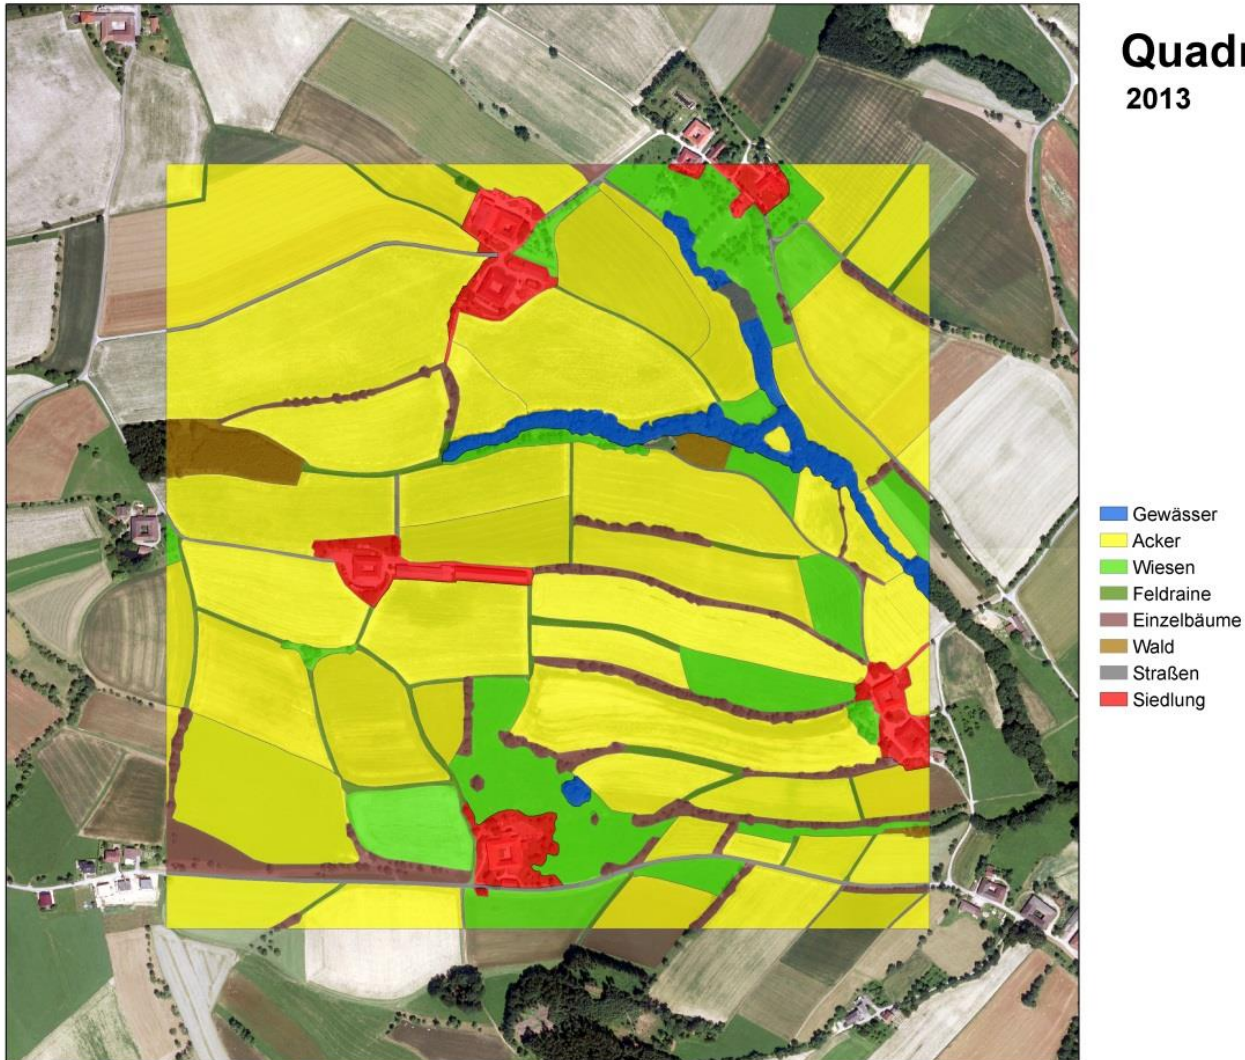 Quadr
2013
Gewässer
Acker
Wiesen
Feldraine
Einzelbäume
Wald
Straßen
Siedlung